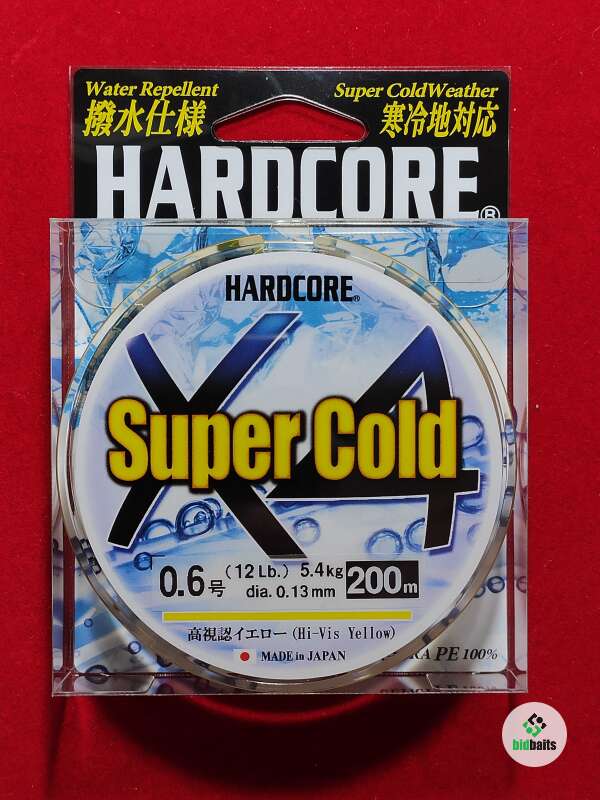 Water Repellent
撥水仕様
Super ColdWeather
寒冷地対応
HARDCORE®
HARDCORE®
X4
Super Cold
0.6号
(12Lb.) 5.4kg
dia. 0.13mm
200m
高視認イエロー(Hi-Vis Yellow)
MADE in JAPAN
PE 100%
bidbaits